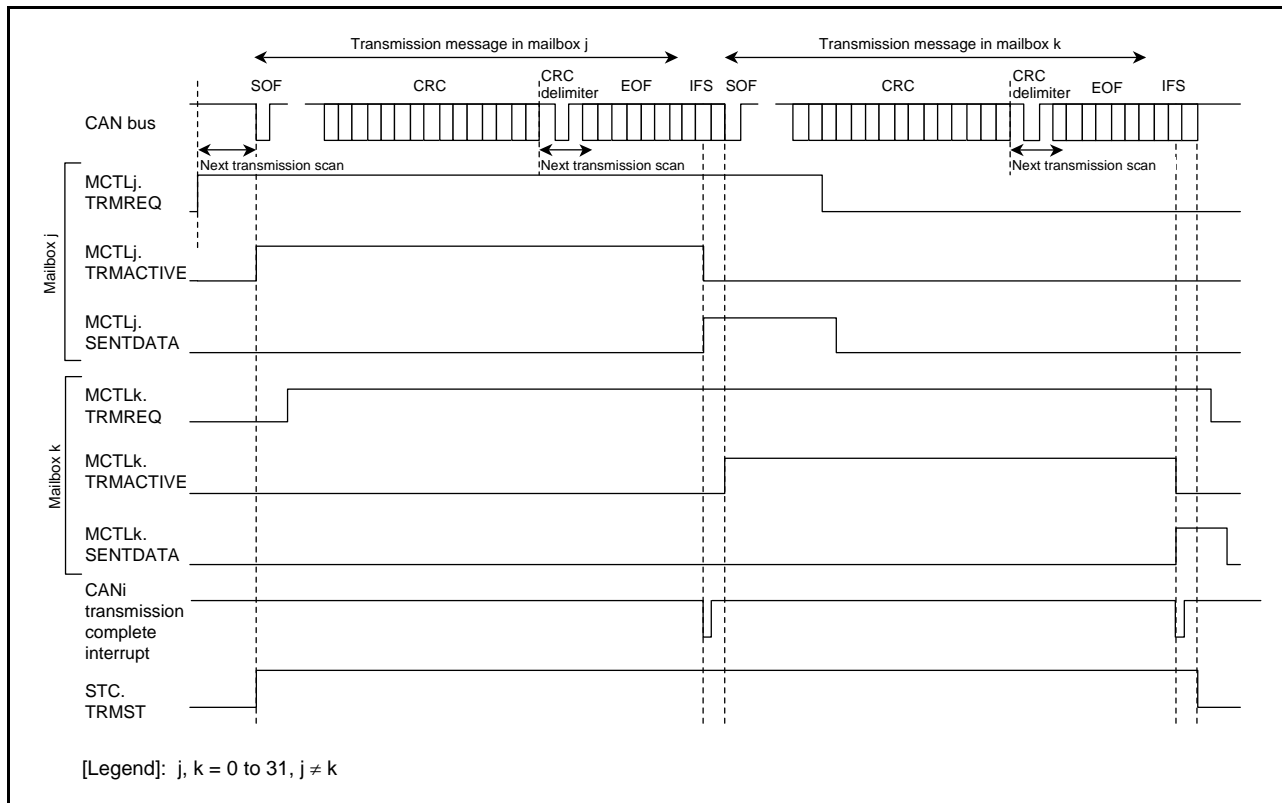 Transmission message in mailbox j
Transmission message in mailbox k
SOF
CRC
CRC
delimiter
EOF
IFS
SOF
CRC
CRC
delimiter
EOF
IFS
CAN bus
Next transmission scan
Next transmission scan
Next transmission scan
Mailbox j
MCTLj.
TRMREQ
MCTLj.
TRMACTIVE
MCTLj.
SENTDATA
Mailbox k
MCTLk.
TRMREQ
MCTLk.
TRMACTIVE
MCTLk.
SENTDATA
CANi
transmission
complete
interrupt
STC.
TRMST
[Legend]: j, k = 0 to 31, j ≠ k